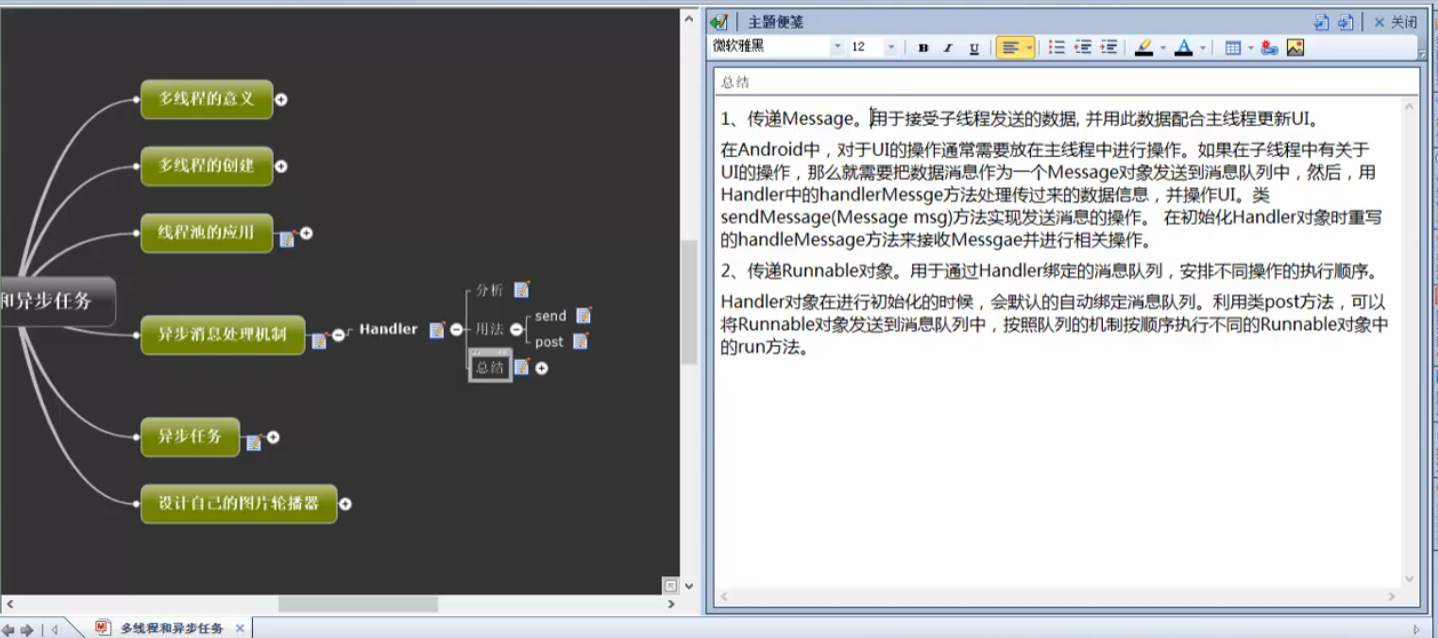 多线程的意义
多线程的创建
线程池的应用
和异步任务
异步消息处理机制
Handler
分析
用法
send
post
总结
异步任务
设计自己的图片轮播器
多线程和异步任务
主题便笺
关闭
微软雅黑
12
B
I
U
A
总结
1、传递Message。用于接受子线程发送的数据, 并用此数据配合主线程更新UI。
在Android中，对于UI的操作通常需要放在主线程中进行操作。如果在子线程中有关于
UI的操作，那么就需要把数据消息作为一个Message对象发送到消息队列中，然后，用
Handler中的handlerMessge方法处理传过来的数据信息，并操作UI。类
sendMessage(Message msg)方法实现发送消息的操作。 在初始化Handler对象时重写
的handleMessage方法来接收Messgae并进行相关操作。
2、传递Runnable对象。用于通过Handler绑定的消息队列，安排不同操作的执行顺序。
Handler对象在进行初始化的时候，会默认的自动绑定消息队列。利用类post方法，可以
将Runnable对象发送到消息队列中，按照队列的机制按顺序执行不同的Runnable对象中
的run方法。